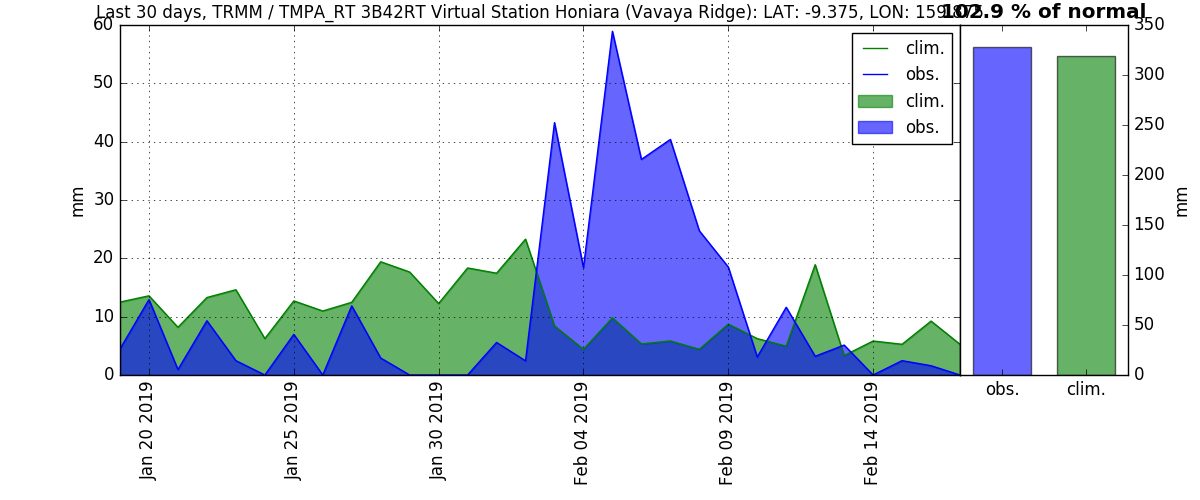 Last 30 days, TRMM / TMPA_RT 3B42RT Virtual Station Honiara (Vavaya Ridge): LAT: -9.375, LON:
102.9 % of normal
60
50
40
30
20
10
0
mm
clim.
obs.
clim.
obs.
350
300
250
200
150
100
50
0
mm
obs.
clim.
Jan 20 2019
Jan 25 2019
Jan 30 2019
Feb 04 2019
Feb 09 2019
Feb 14 2019